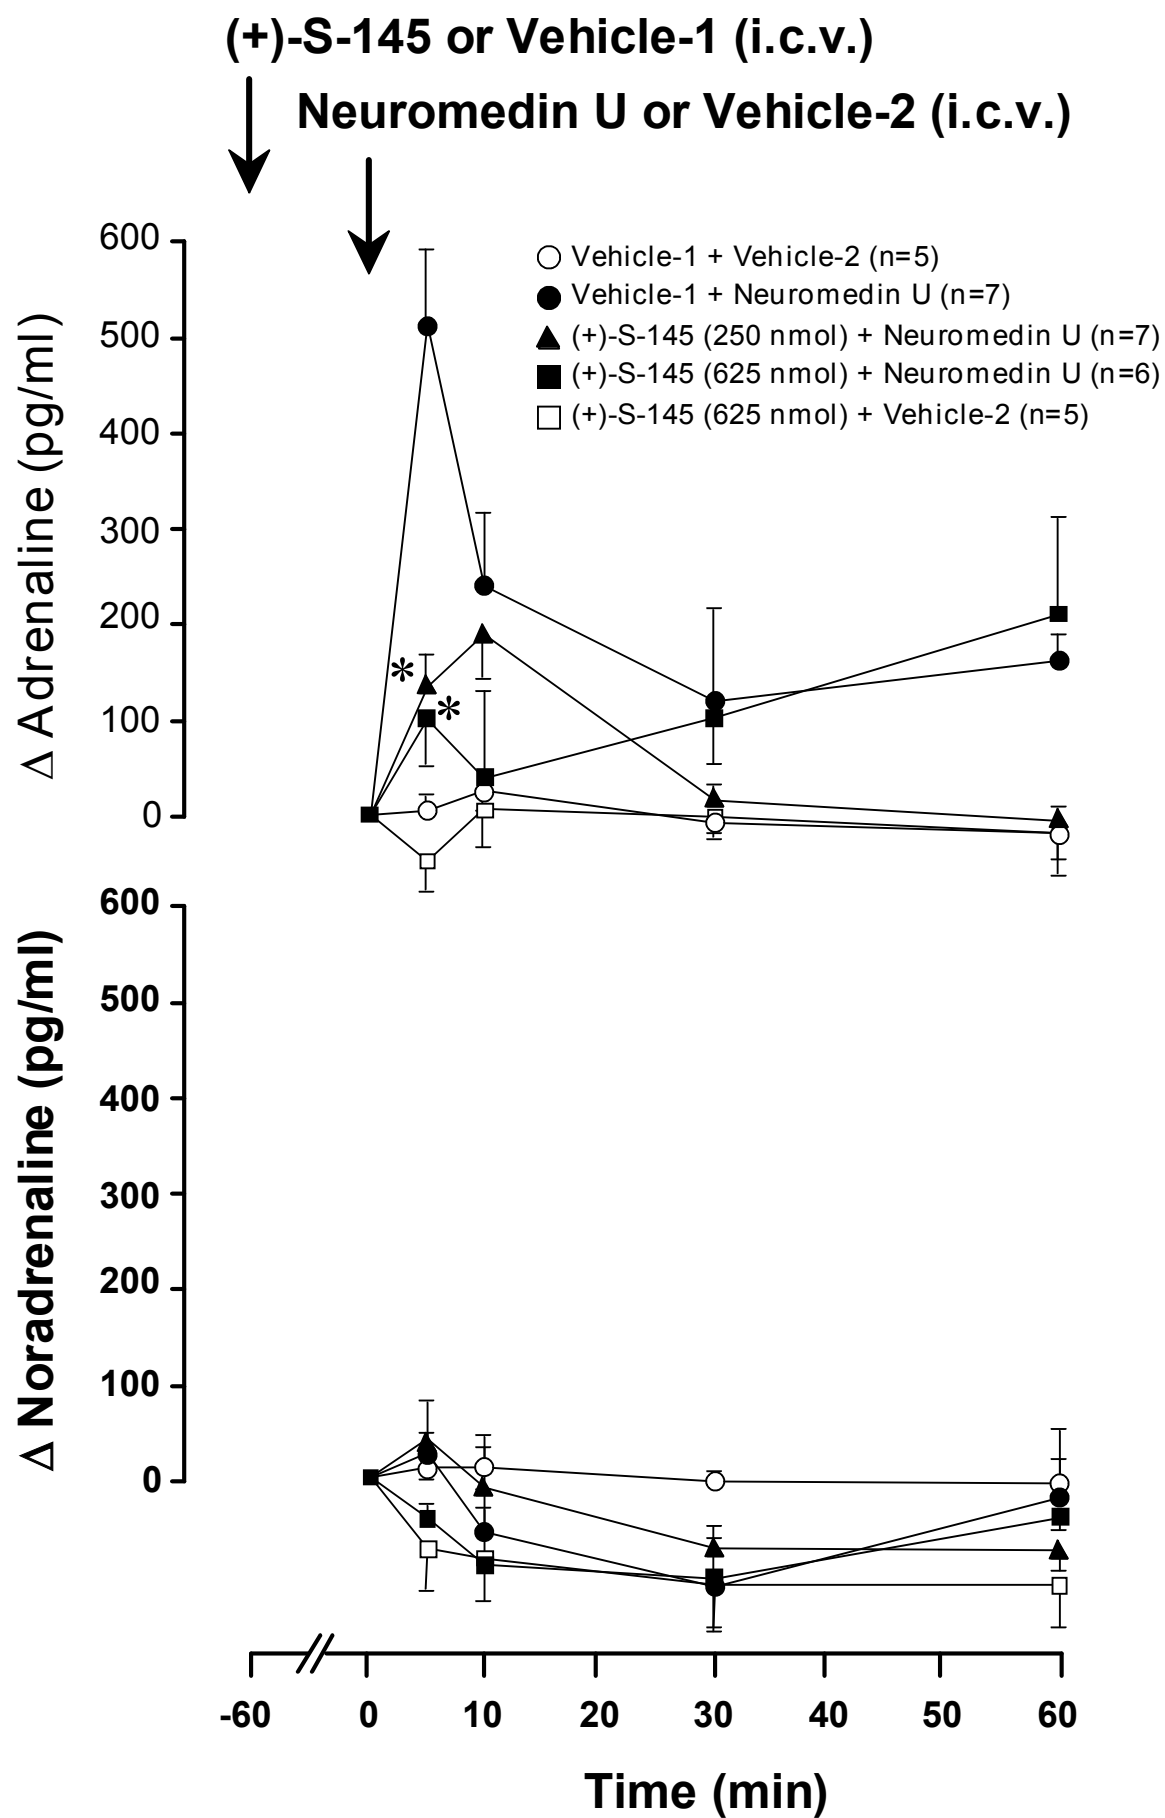 (+)-S-145 or Vehicle-1 (i.c.v.)
Neuromedin U or Vehicle-2 (i.c.v.)
Δ Adrenaline (pg/ml)
600
500
400
300
200
100
0
Vehicle-1 + Vehicle-2 (n=5)
Vehicle-1 + Neuromedin U (n=7)
(+)-S-145 (250 nmol) + Neuromedin U (n=7)
(+)-S-145 (625 nmol) + Neuromedin U (n=6)
(+)-S-145 (625 nmol) + Vehicle-2 (n=5)
*
*
Δ Noradrenaline (pg/ml)
600
500
400
300
200
100
0
-60 0 10 20 30 40 50 60
Time (min)